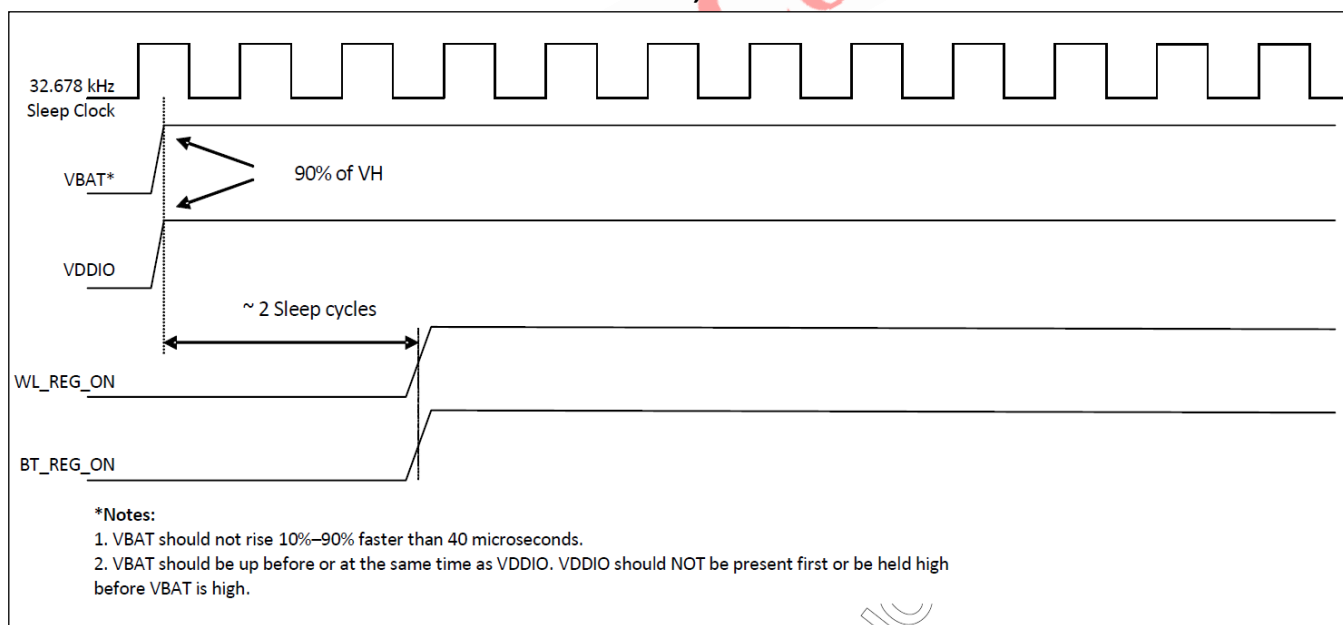 32.678 kHz
Sleep Clock
VBAT*
90% of VH
VDDIO
~ 2 Sleep cycles
WL_REG_ON
BT_REG_ON
*Notes:
1. VBAT should not rise 10%–90% faster than 40 microseconds.
2. VBAT should be up before or at the same time as VDDIO. VDDIO should NOT be present first or be held high
before VBAT is high.